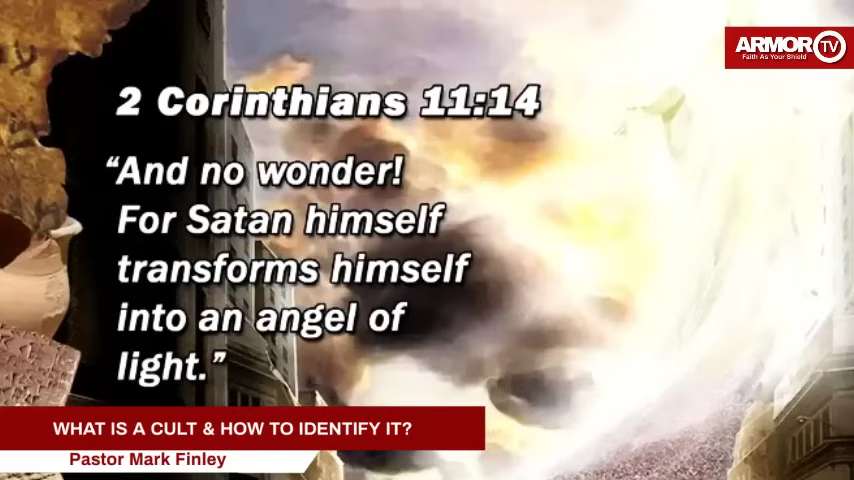 ARMOR TV
Faith As Your Shield
2 Corinthians 11:14
“And no wonder!
For Satan himself
transforms himself
into an angel of
light.”
WHAT IS A CULT & HOW TO IDENTIFY IT?
Pastor Mark Finley